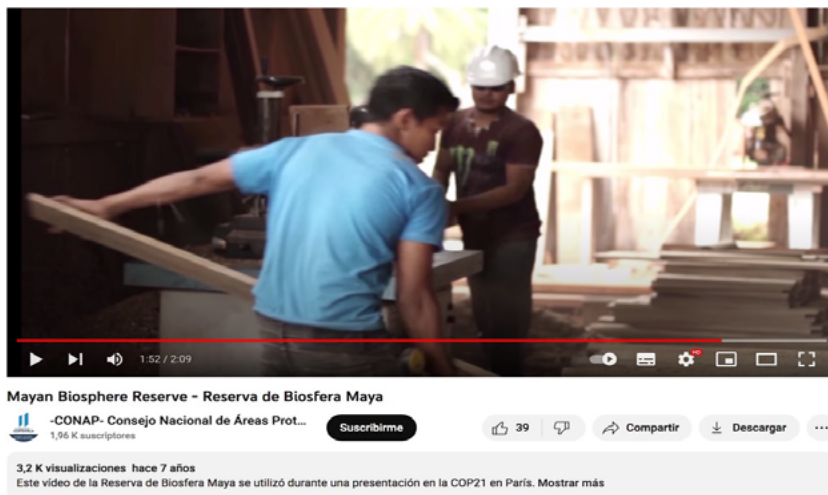 1:52 / 2:09
HD
Mayan Biosphere Reserve - Reserva de Biosfera Maya
-CONAP- Consejo Nacional de Áreas Prot...
1,96 K suscriptores
Suscribirme
39
Compartir
Descargar
...
3,2 K visualizaciones hace 7 años
Este vídeo de la Reserva de Biosfera Maya se utilizó durante una presentación en la COP21 en París. Mostrar más